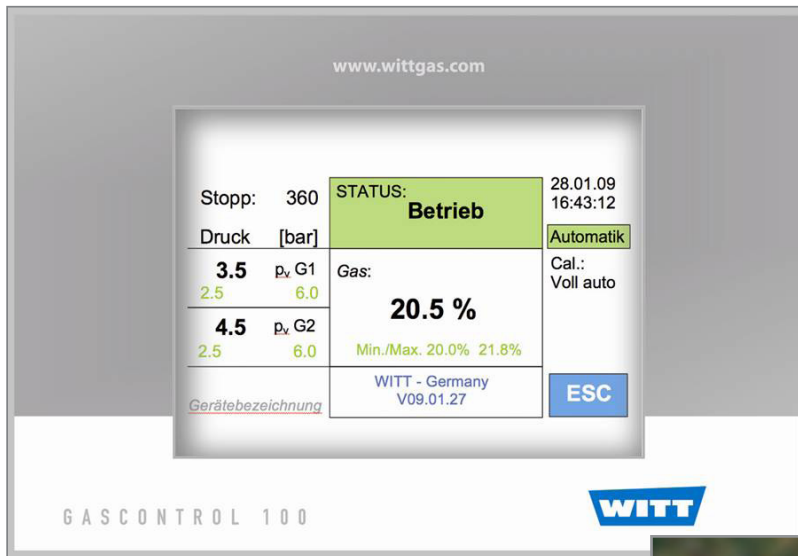 www.wittgas.com
Stopp: 360
Druck [bar]
3.5 pv G1
2.5 6.0
4.5 pv G2
2.5 6.0
Gerätebezeichnung
STATUS:
Betrieb
Gas:
20.5 %
Min./Max. 20.0% 21.8%
WITT - Germany
V09.01.27
28.01.09
16:43:12
Automatik
Cal.:
Voll auto
ESC
GASCONTROL 100
WITT